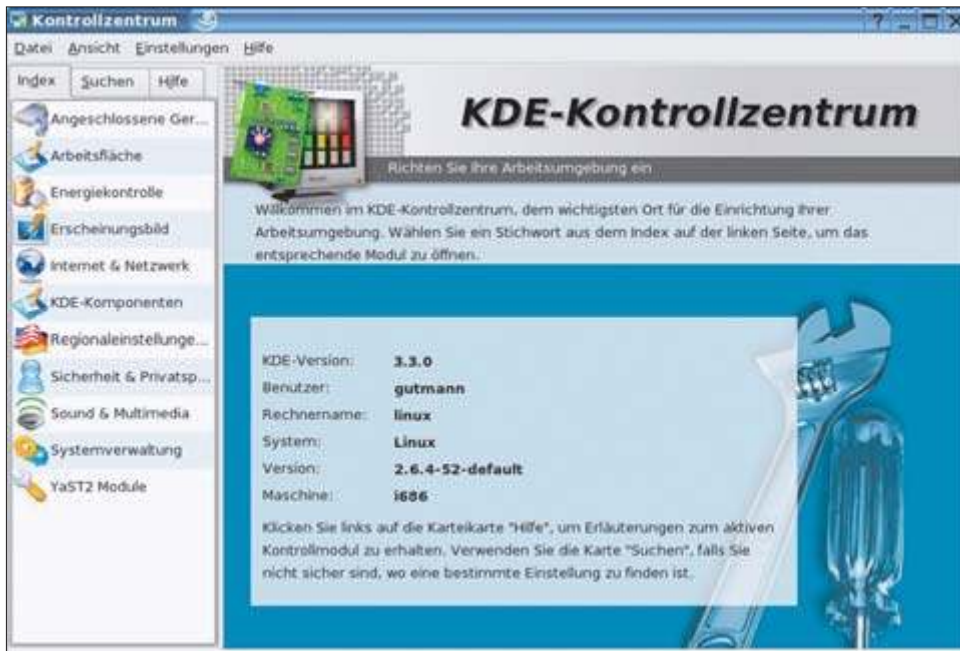 Kontrollzentrum
Datei Ansicht Einstellungen Hilfe
Index Suchen Hilfe
Angeschlossene Ger...
Arbeitsfläche
Energiekontrolle
Erscheinungsbild
Internet & Netzwerk
KDE-Komponenten
Regionaleinstellunge...
Sicherheit & Privatsp...
Sound & Multimedia
Systemverwaltung
YaST2 Module
KDE-Kontrollzentrum
Richten Sie Ihre Arbeitsumgebung ein
Willkommen im KDE-Kontrollzentrum, dem wichtigsten Ort für die Einrichtung Ihrer
Arbeitsumgebung. Wählen Sie ein Stichwort aus dem Index auf der linken Seite, um das
entsprechende Modul zu öffnen.
KDE-Version: 3.3.0
Benutzer: gutmann
Rechnername: linux
System: Linux
Version: 2.6.4-52-default
Maschine: i686
Klicken Sie links auf die Karteikarte "Hilfe", um Erläuterungen zum aktiven
Kontrollmodul zu erhalten. Verwenden Sie die Karte "Suchen", falls Sie
nicht sicher sind, wo eine bestimmte Einstellung zu finden ist.